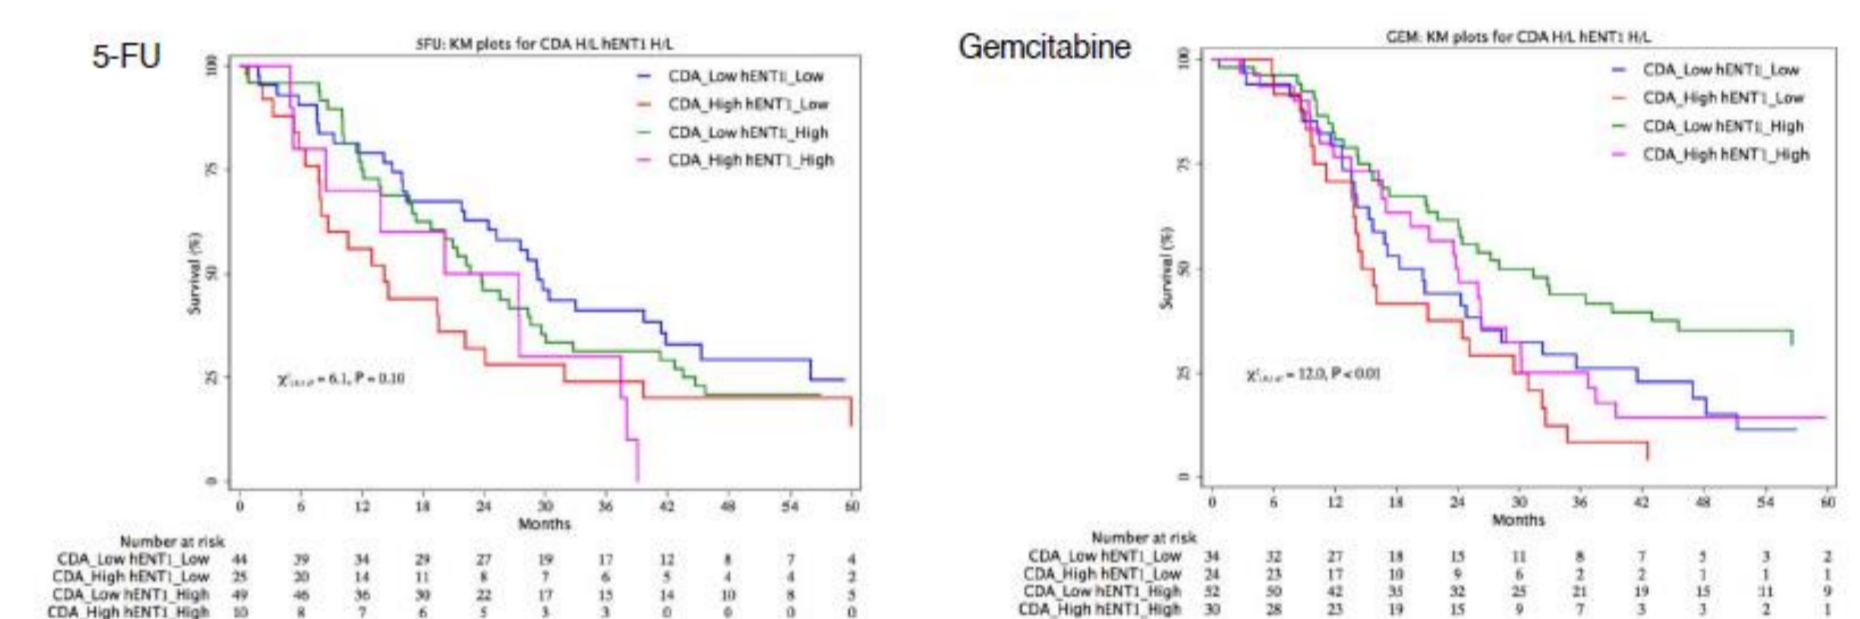 5-FU
5FU: KM plots for CDA H/L hENT1 H/L
CDA_Low hENT1_Low
CDA_High hENT1_Low
CDA_Low hENT1_High
CDA_High hENT1_High
100
75
50
25
0
Survival (%)
= 6.1, P = 0.10
0 6 12 18 24 30 36 42 48 54 60
Months
Number at risk
CDA_Low hENT1_Low 44 39 34 29 27 19 17 12 8 7 4
CDA_High hENT1_Low 25 20 14 11 8 7 6 5 4 4 2
CDA_Low hENT1_High 49 46 36 30 22 17 15 14 10 8 5
CDA_High hENT1_High 10 8 7 6 5 3 3 0 0 0 0
Gemcitabine
GEM: KM plots for CDA H/L hENT1 H/L
CDA_Low hENT1_Low
CDA_High hENT1_Low
CDA_Low hENT1_High
CDA_High hENT1_High
100
75
50
25
0
Survival (%)
= 12.0, P < 0.01
0 6 12 18 24 30 36 42 48 54 60
Months
Number at risk
CDA_Low hENT1_Low 34 32 27 18 15 11 8 7 5 3 2
CDA_High hENT1_Low 24 23 17 10 9 6 2 2 1 1 1
CDA_Low hENT1_High 52 50 42 35 32 25 21 19 15 11 9
CDA_High hENT1_High 30 28 23 19 15 9 7 3 3 2 1